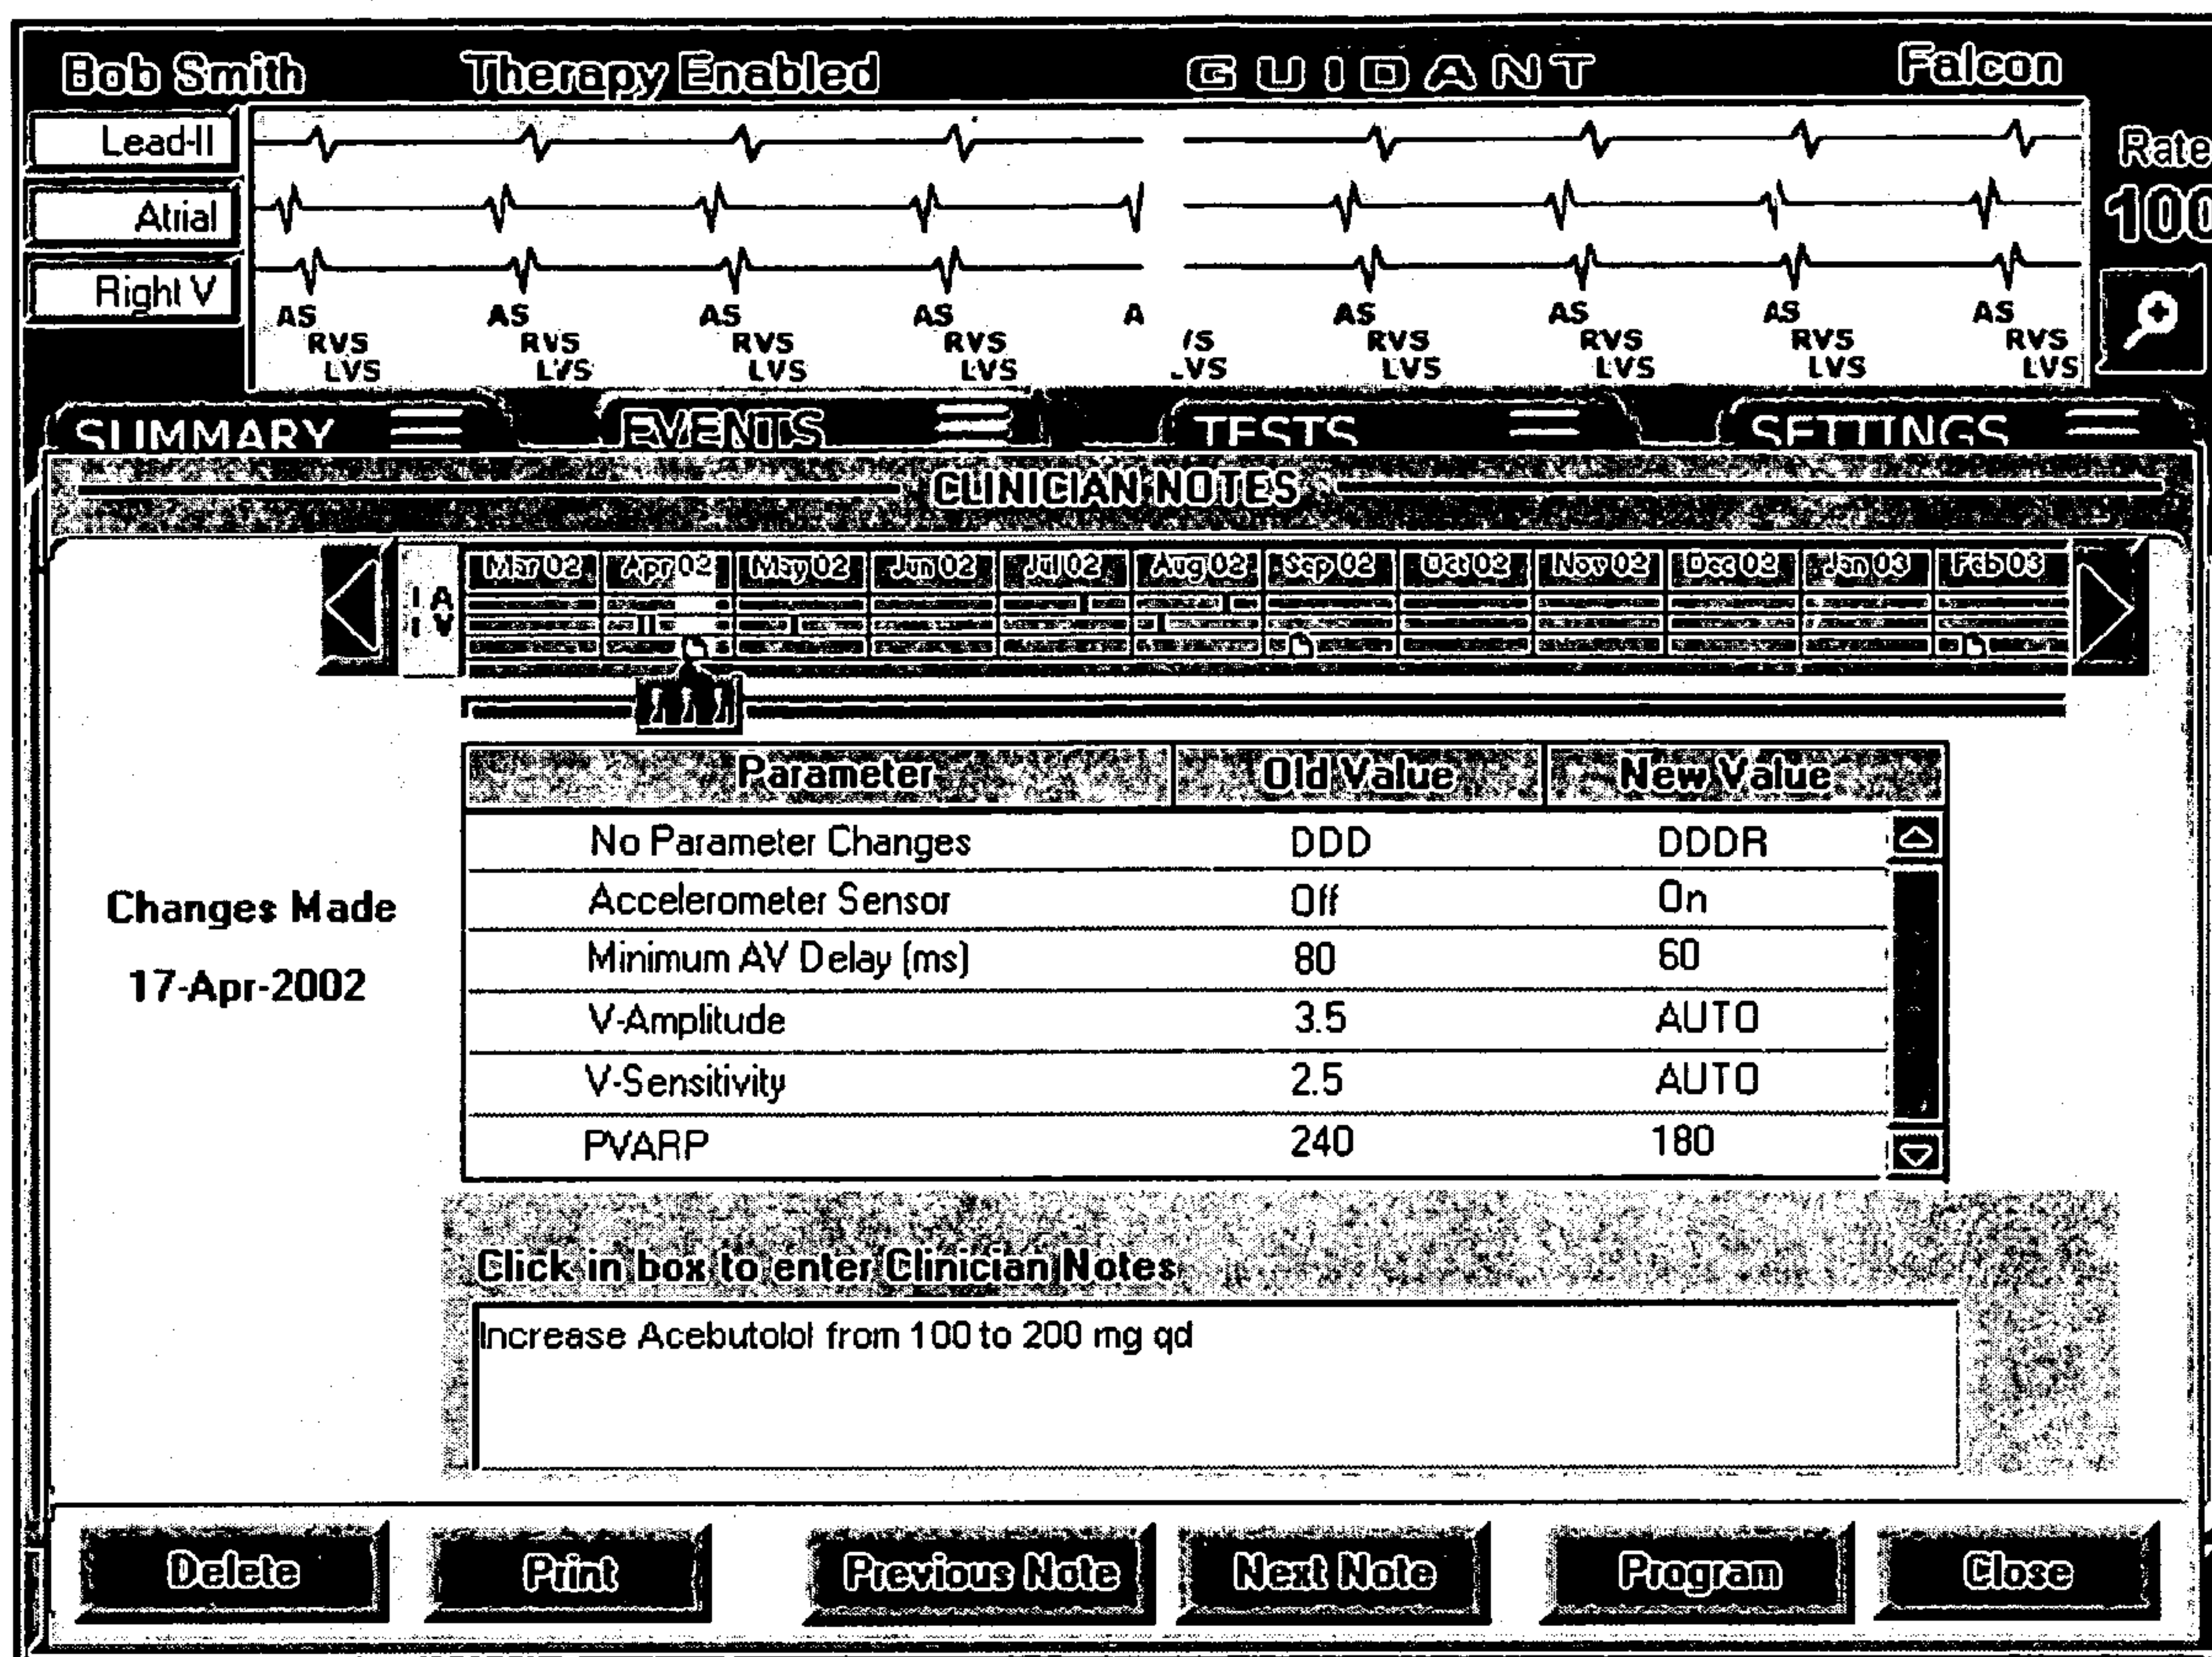 Bob Smith Therapy Enabled GUIDANT Falcon
Lead-II
Rate
Atrial
100
Right V
AS AS AS AS A AS AS AS AS
RVS RVS RVS RVS /S RVS RVS RVS RVS
LVS LVS LVS LVS .VS LVS LVS LVS LVS
SUMMARY EVENTS TESTS SETTINGS
CLINICIAN NOTES
Mar 02 Apr 02 May 02 Jun 02 Jul 02 Aug 02 Sep 02 Oct 02 Nov 02 Dec 02 Jan 03 Feb 03
A
V
Parameter Old Value New Value
No Parameter Changes DDD DDDR
Accelerometer Sensor Off On
Minimum AV Delay (ms) 80 60
V-Amplitude 3.5 AUTO
V-Sensitivity 2.5 AUTO
PVARP 240 180
Changes Made
17-Apr-2002
Click in box to enter Clinician Notes
Increase Acebutolol from 100 to 200 mg qd
Delete Print Previous Note Next Note Program Close